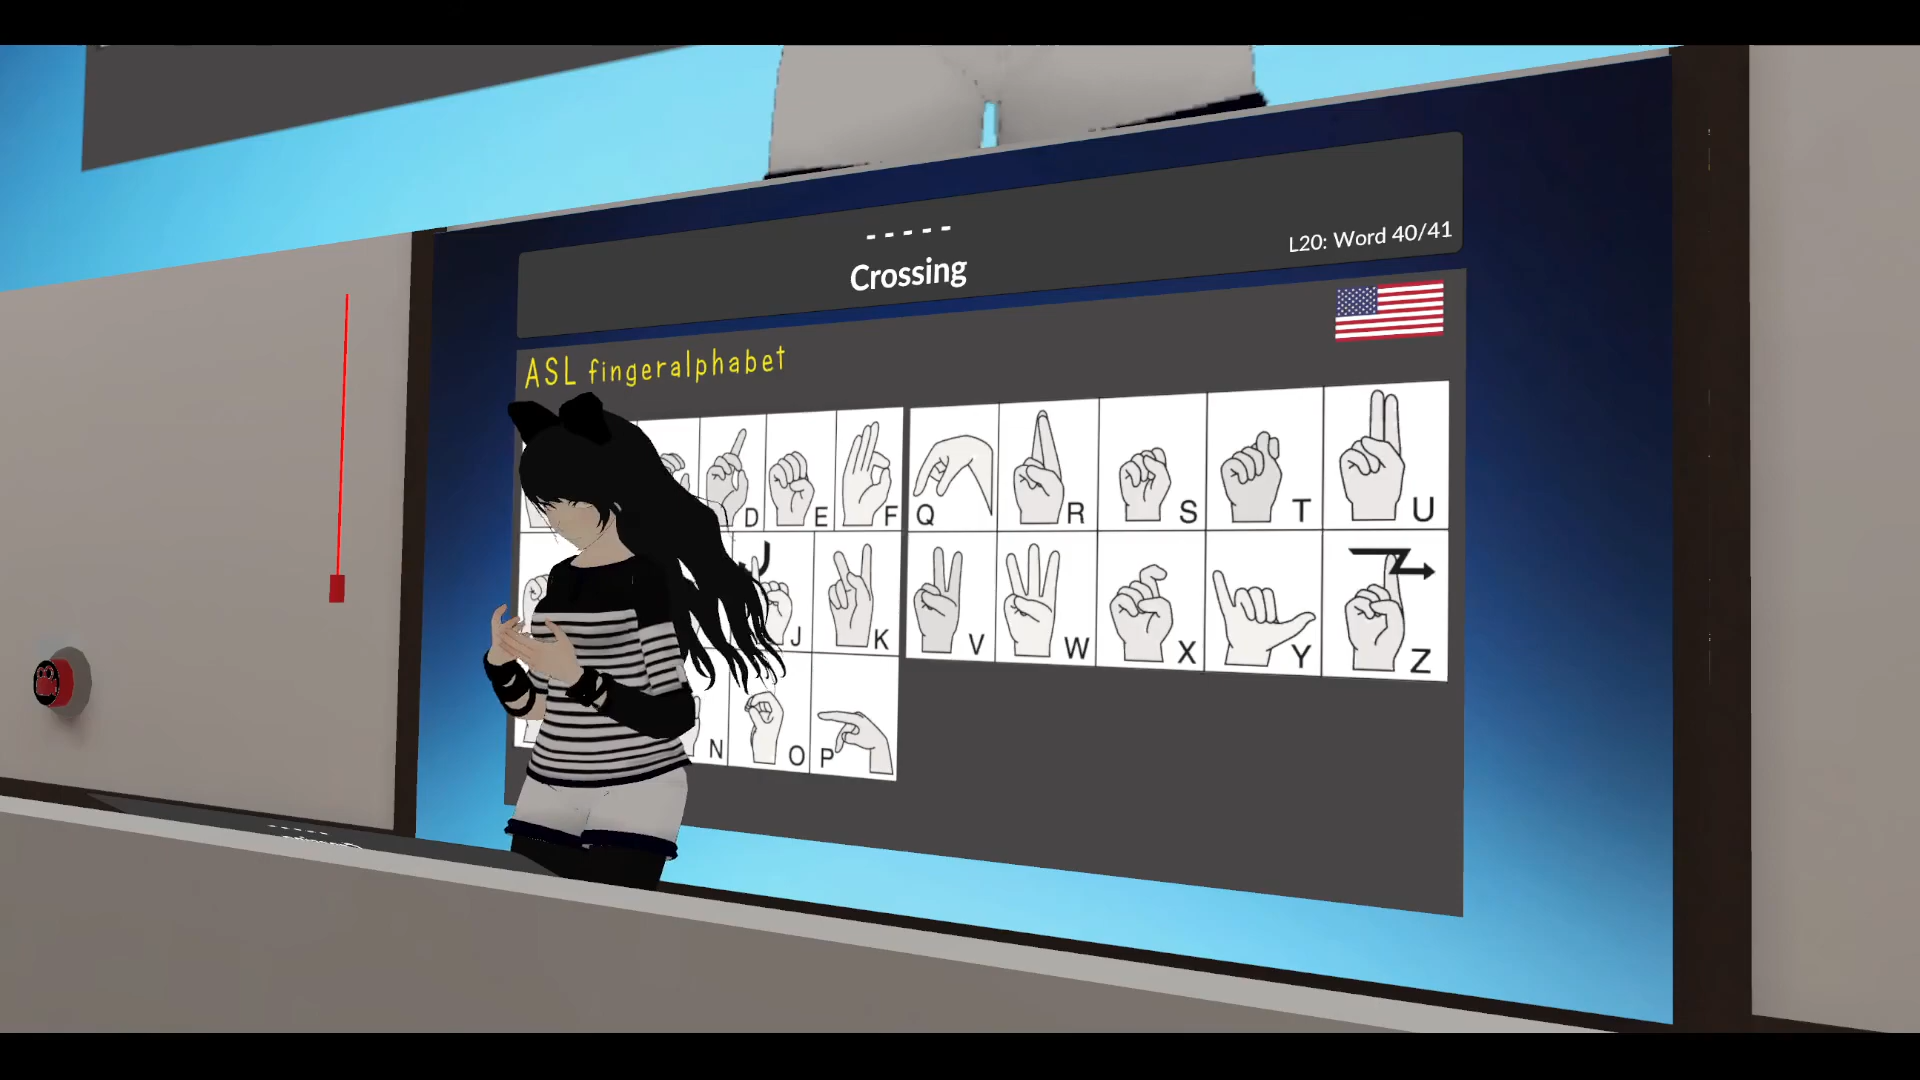 - - - - -
Crossing
L20: Word 40/41
ASL fingeralphabet
D E F Q R S T U
J K V W X Y Z
N O P